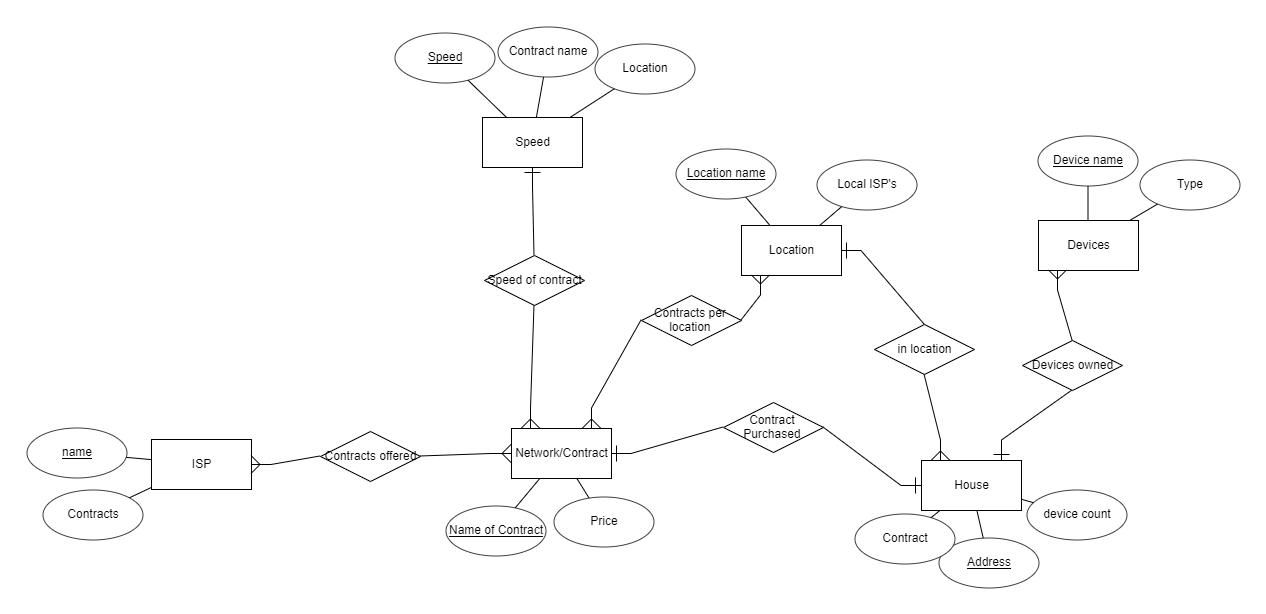 Speed
Contract name
Location
Speed
Device name
Location name
Type
Local ISP's
Devices
Location
Speed of contract
Contracts per
location
in location
Devices owned
Contract
Purchased
name
ISP
Contracts offered
Network/Contract
House
Contracts
Name of Contract
Price
device count
Contract
Address